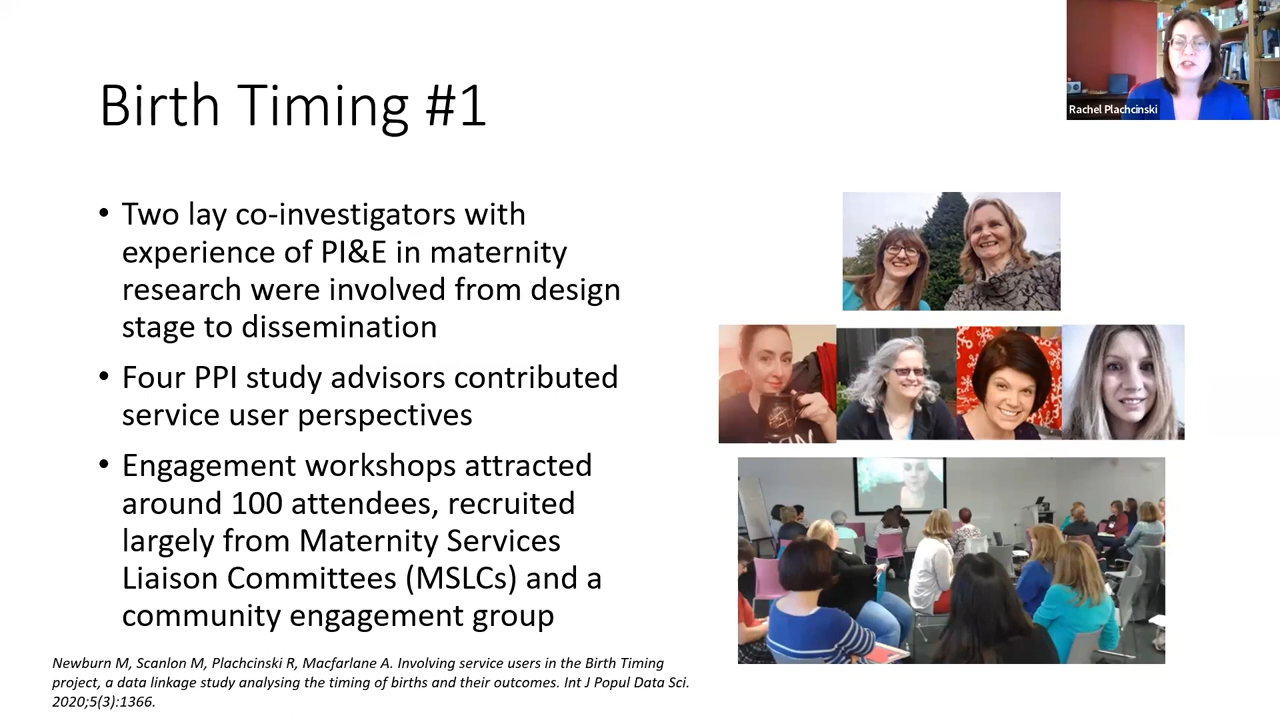 Birth Timing #1
Rachel Plachcinski
• Two lay co-investigators with
experience of PI&E in maternity
research were involved from design
stage to dissemination
• Four PPI study advisors contributed
service user perspectives
• Engagement workshops attracted
around 100 attendees, recruited
largely from Maternity Services
Liaison Committees (MSLCs) and a
community engagement group
Newburn M, Scanlon M, Plachcinski R, Macfarlane A. Involving service users in the Birth Timing
project, a data linkage study analysing the timing of births and their outcomes. Int J Popul Data Sci.
2020;5(3):1366.